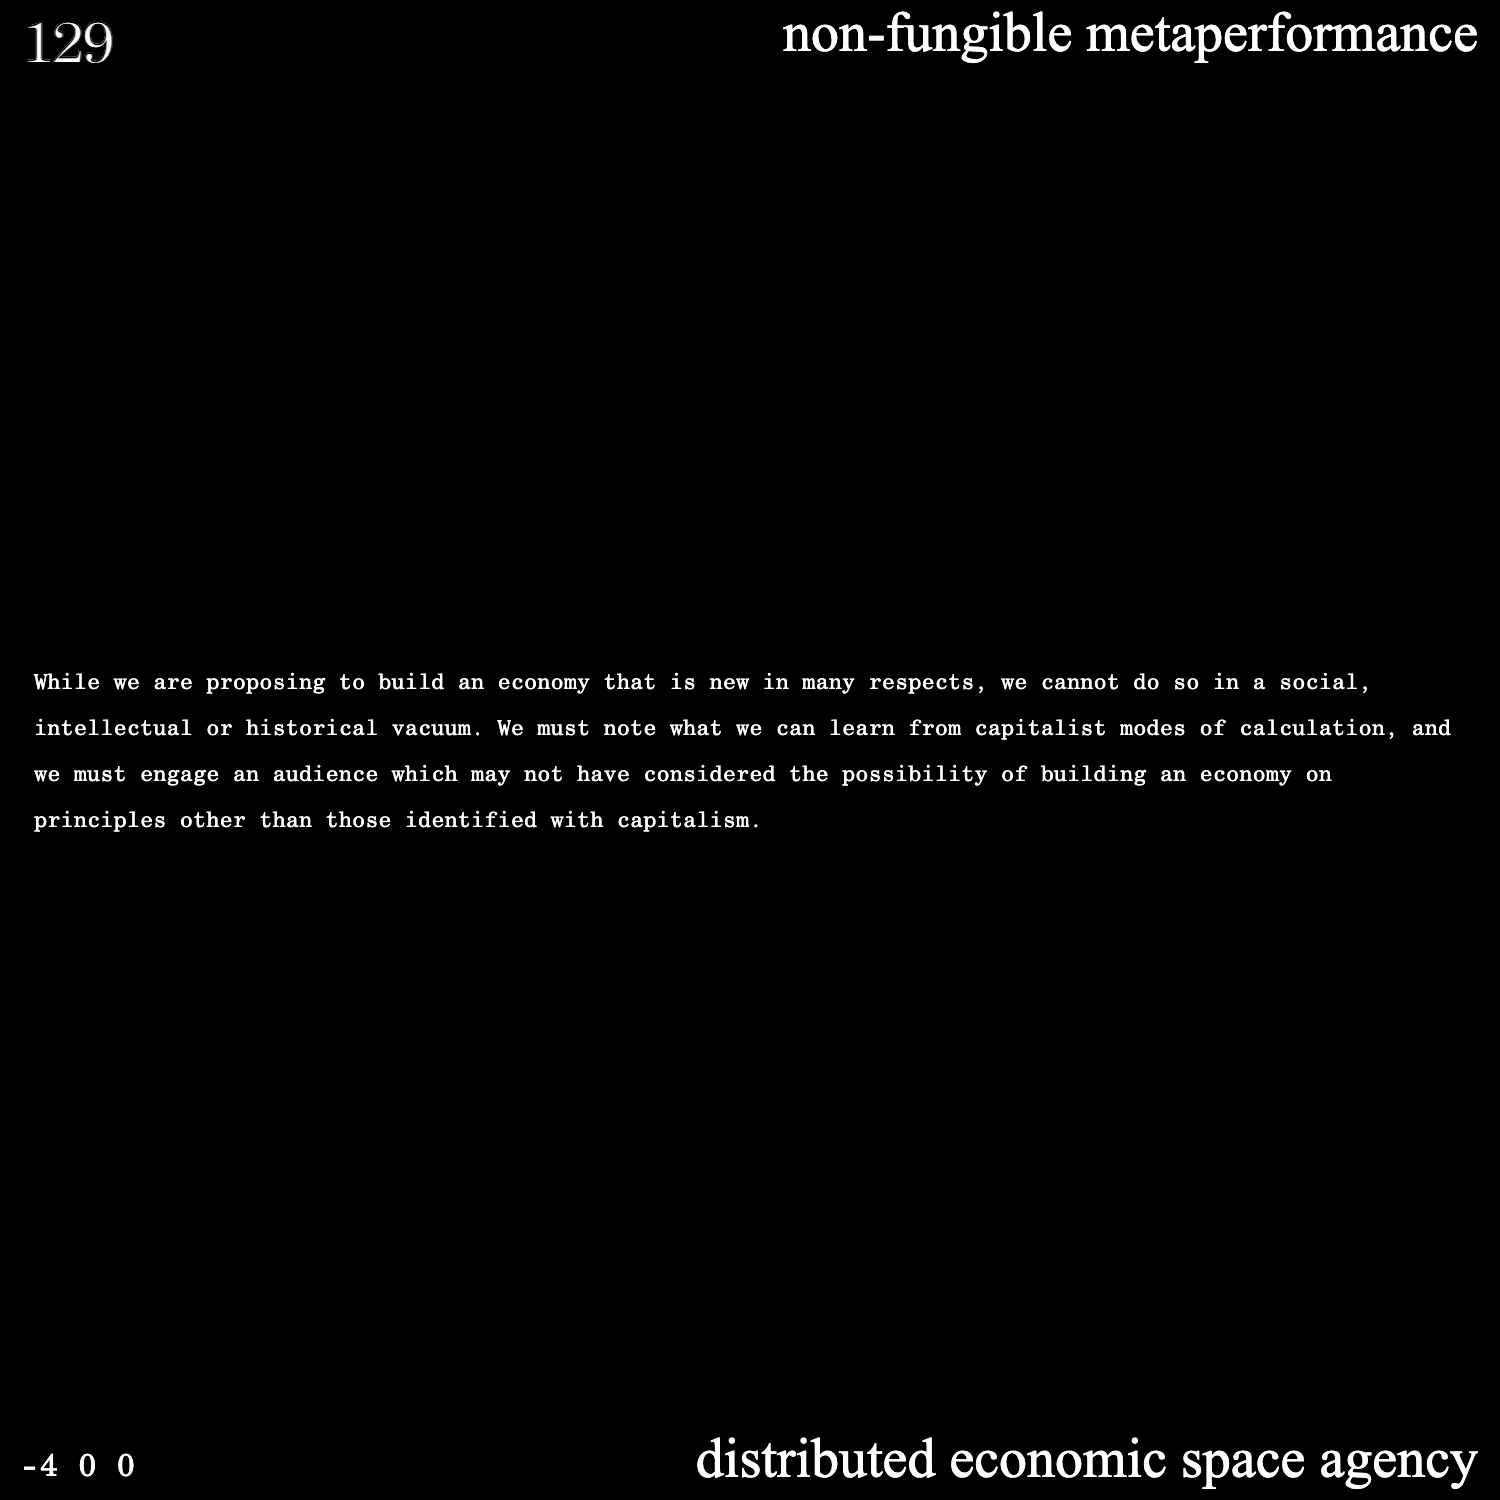 129
non-fungible metaperformance
While we are proposing to build an economy that is new in many respects, we cannot do so in a social,
intellectual or historical vacuum. We must note what we can learn from capitalist modes of calculation, and
we must engage an audience which may not have considered the possibility of building an economy on
principles other than those identified with capitalism.
-4 0 0
distributed economic space agency